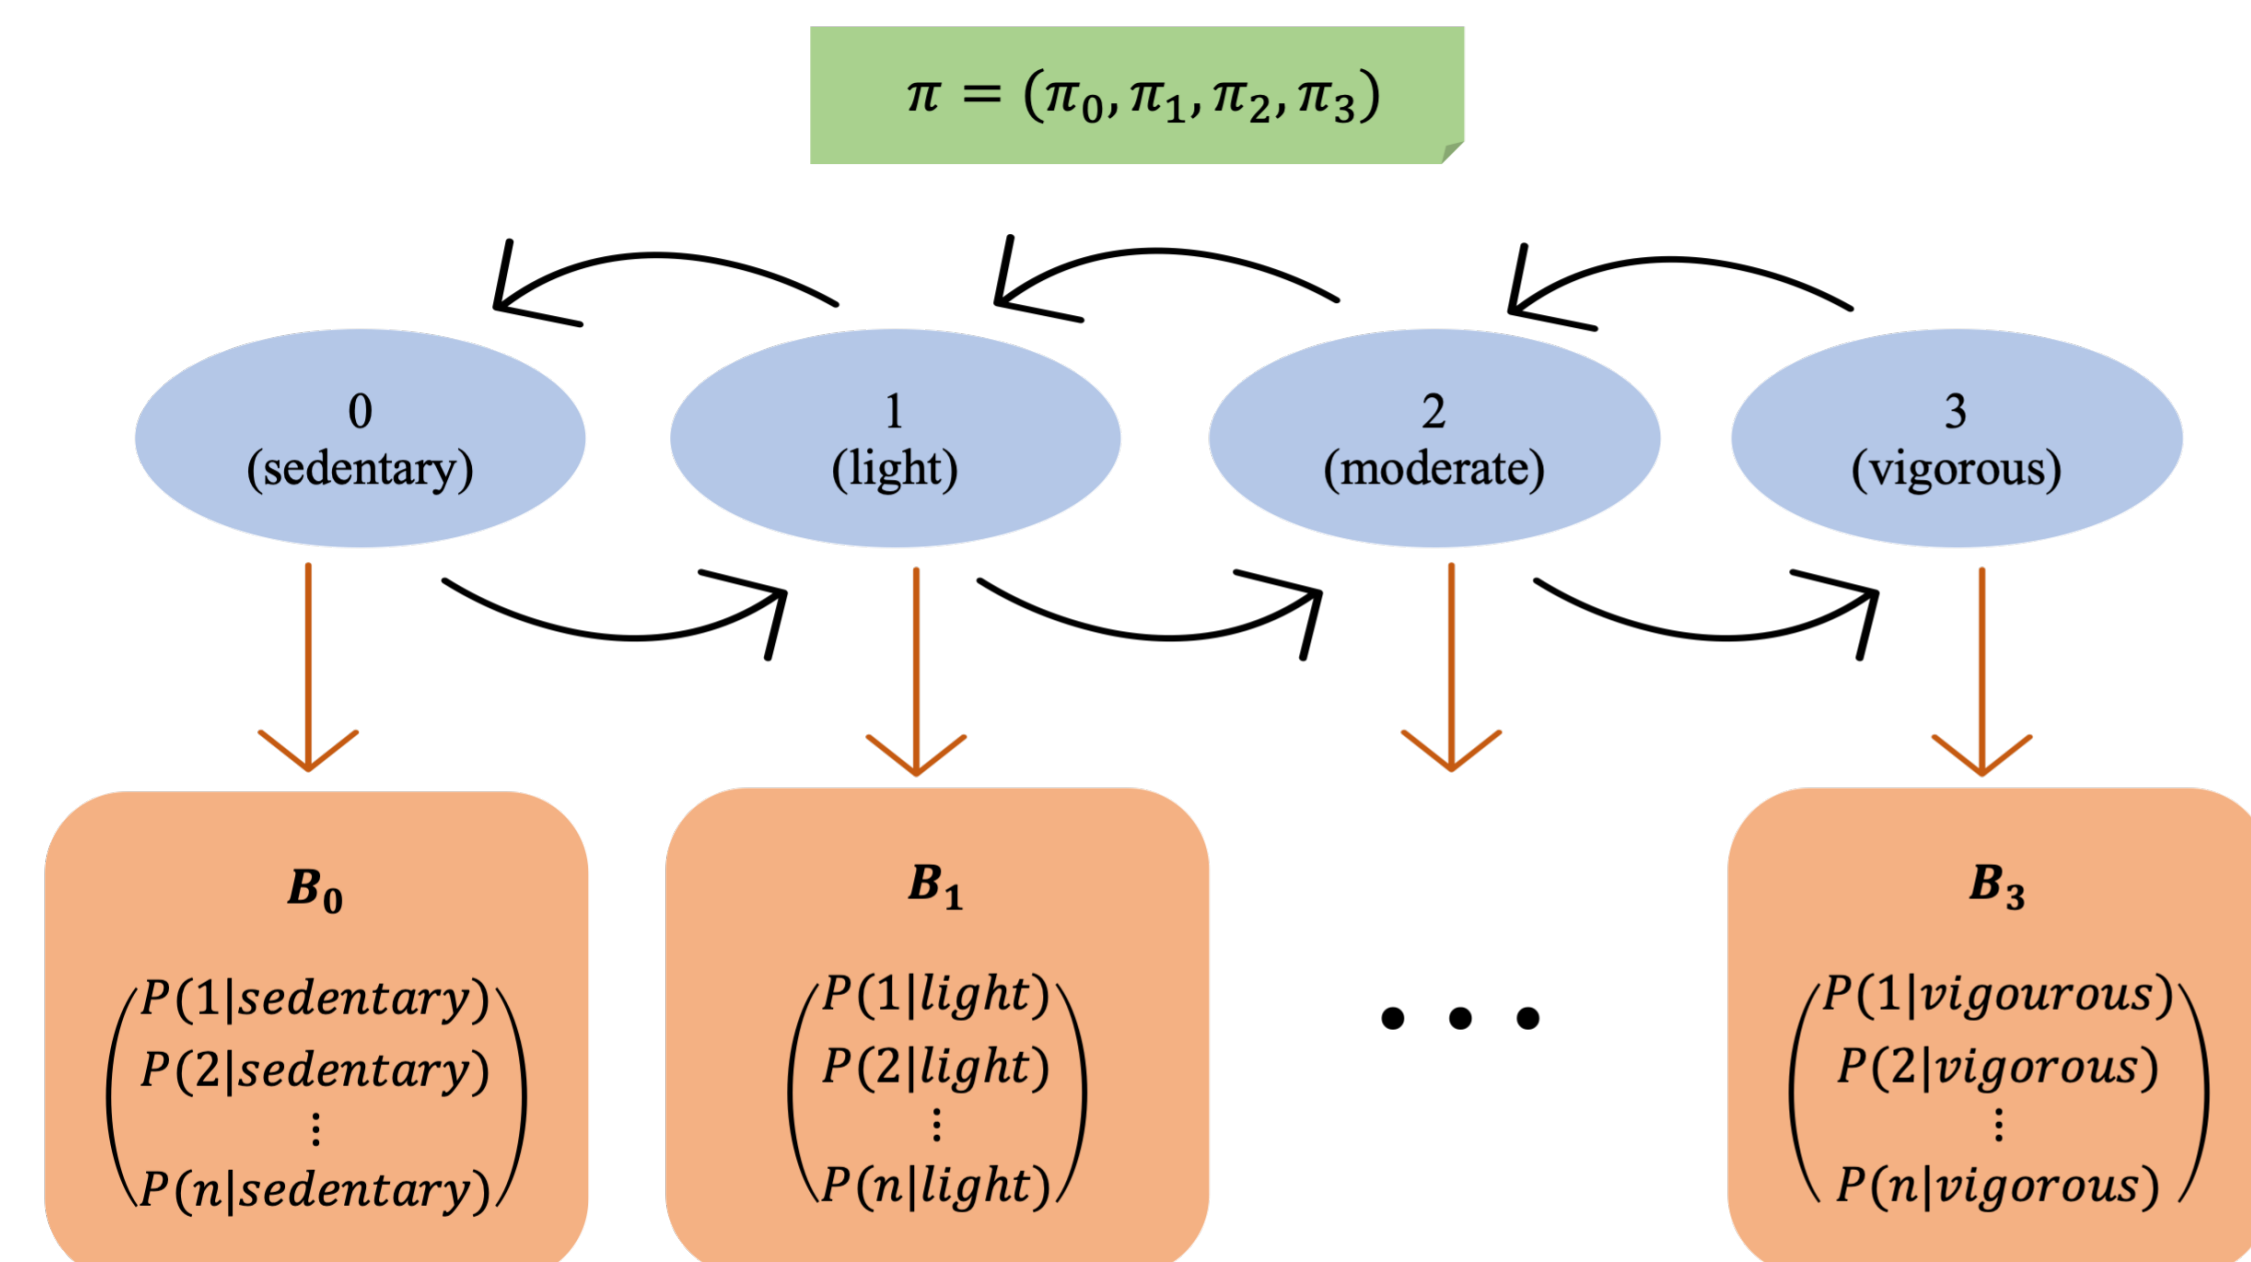 π = (π₀, π₁, π₂, π₃)
0
(sedentary)
1
(light)
2
(moderate)
3
(vigorous)
B₀
P(1|sedentary)
P(2|sedentary)
⋮
P(n|sedentary)
B₁
P(1|light)
P(2|light)
⋮
P(n|light)
• • •
B₃
P(1|vigourous)
P(2|vigorous)
⋮
P(n|vigorous)